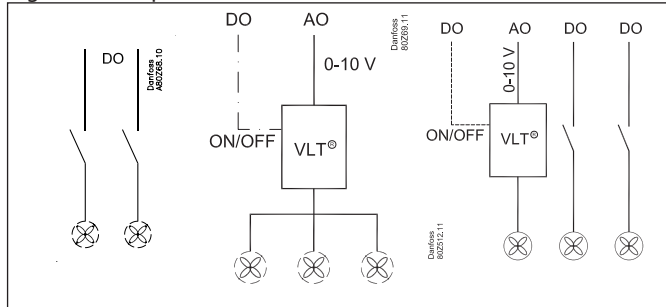 DO
Danfoss
A80Z68.10
DO
AO
0-10 V
ON/OFF
VLT®
Danfoss
80Z69.11
DO
AO
DO
DO
0-10 V
ON/OFF
VLT®
Danfoss
80Z512.11